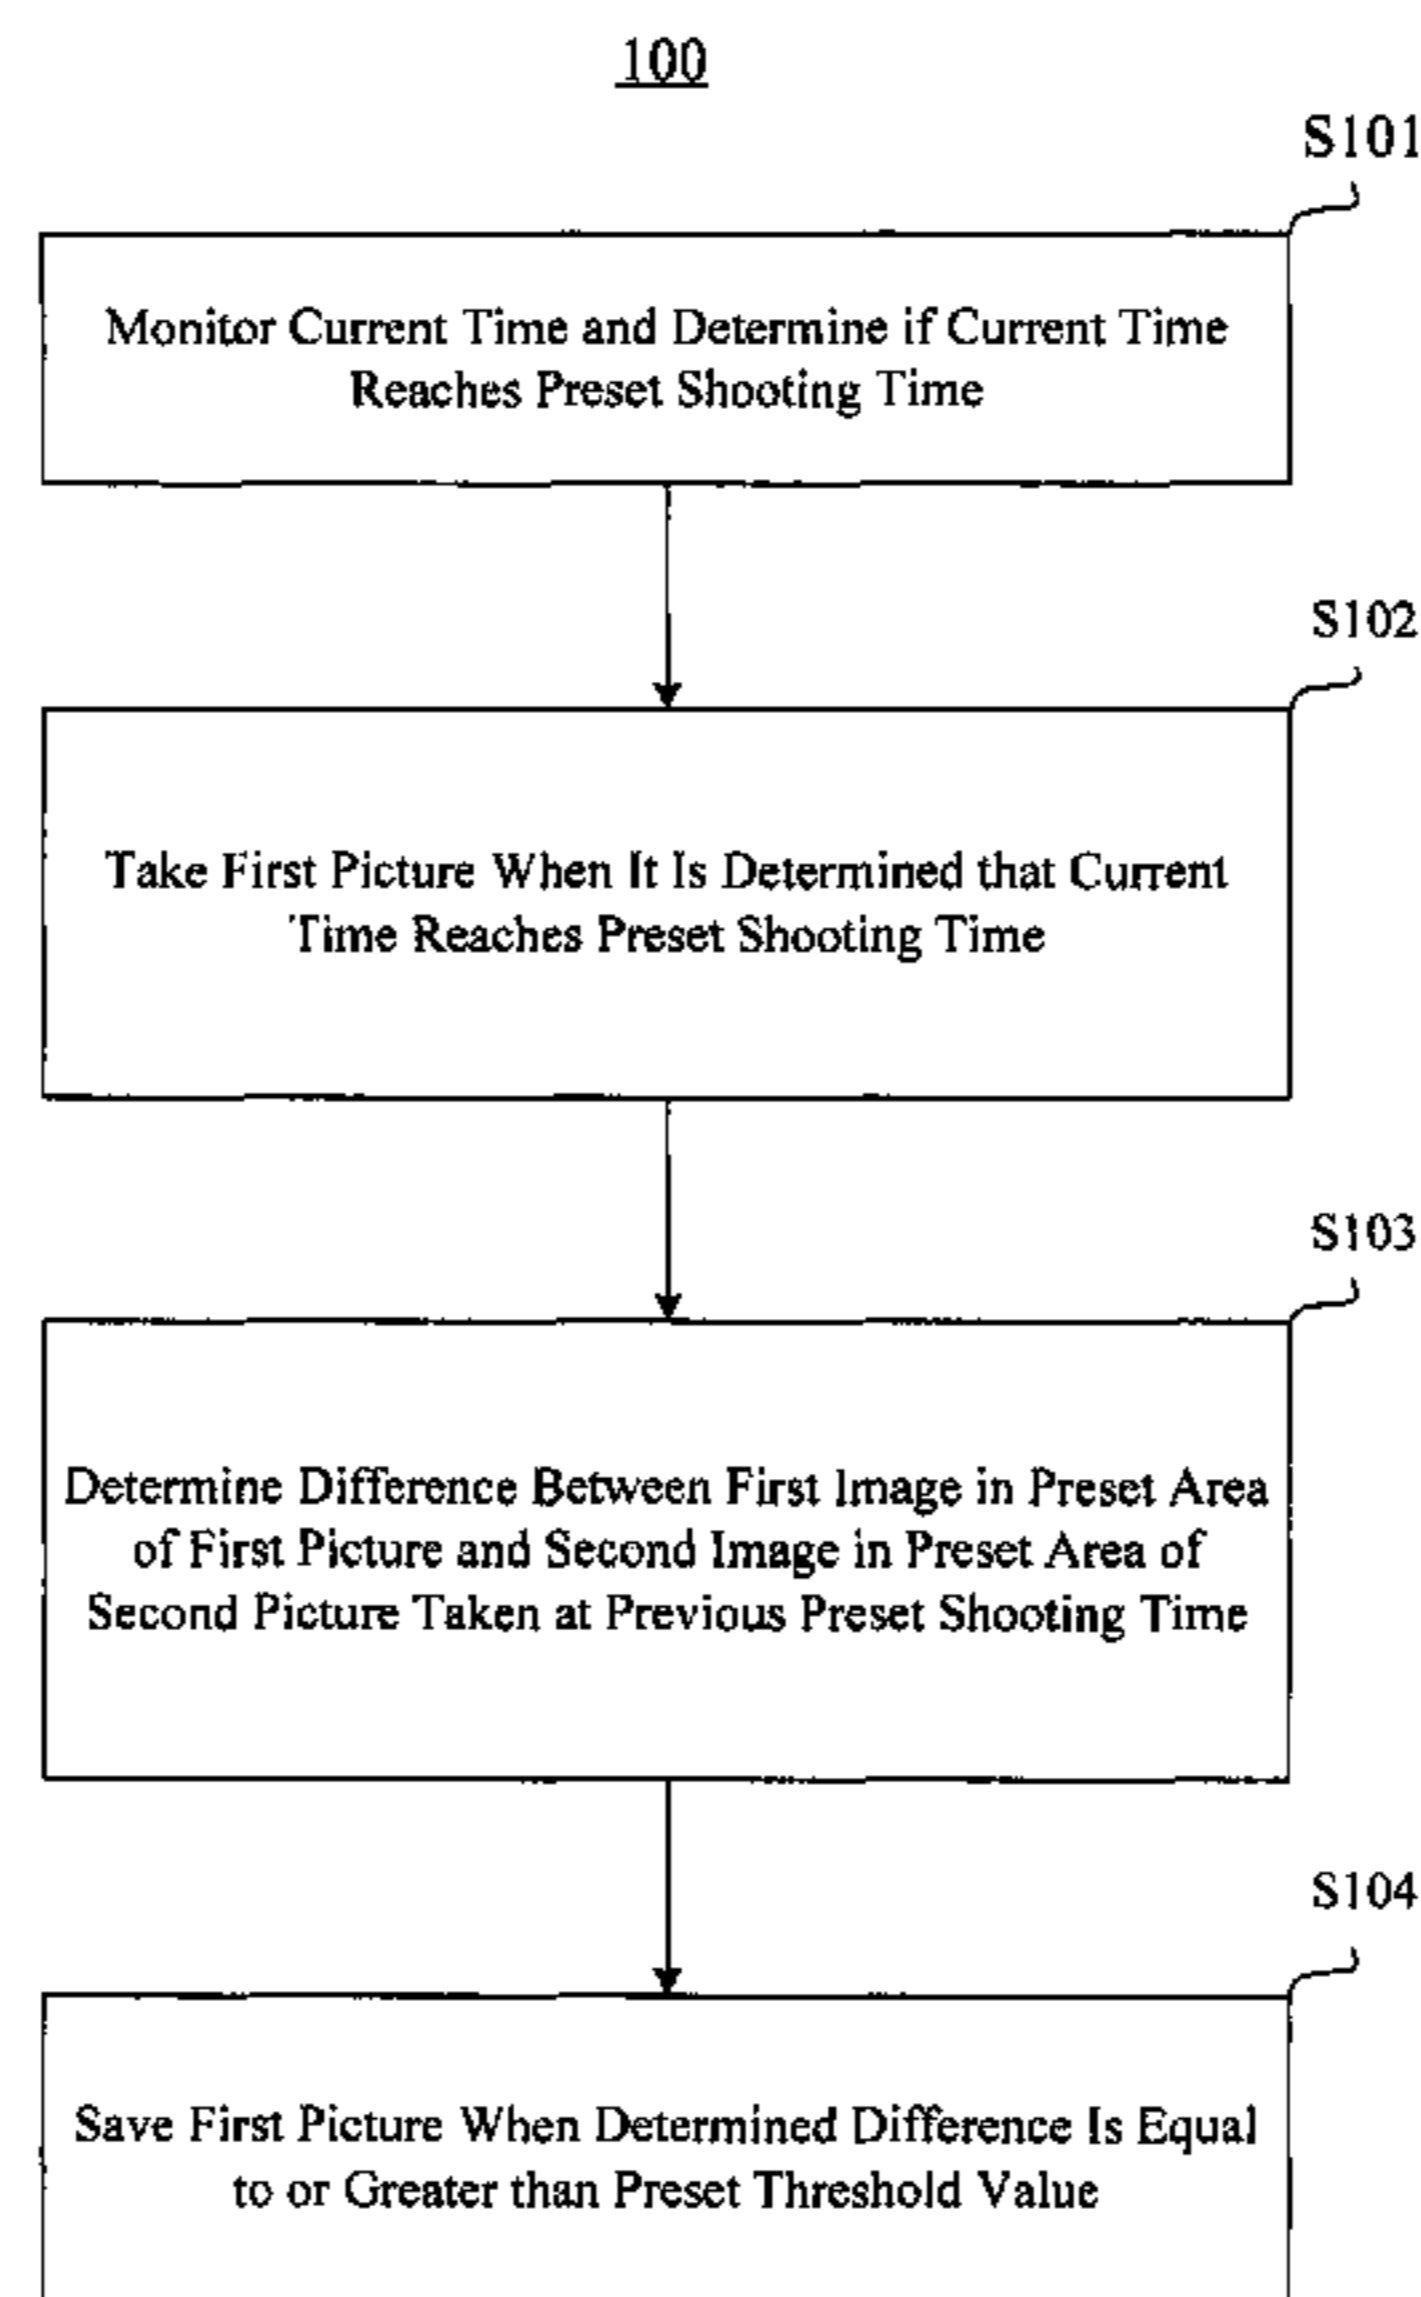 100
S101
Monitor Current Time and Determine if Current Time
Reaches Preset Shooting Time
S102
Take First Picture When It Is Determined that Current
Time Reaches Preset Shooting Time
S103
Determine Difference Between First Image in Preset Area
of First Picture and Second Image in Preset Area of
Second Picture Taken at Previous Preset Shooting Time
S104
Save First Picture When Determined Difference Is Equal
to or Greater than Preset Threshold Value